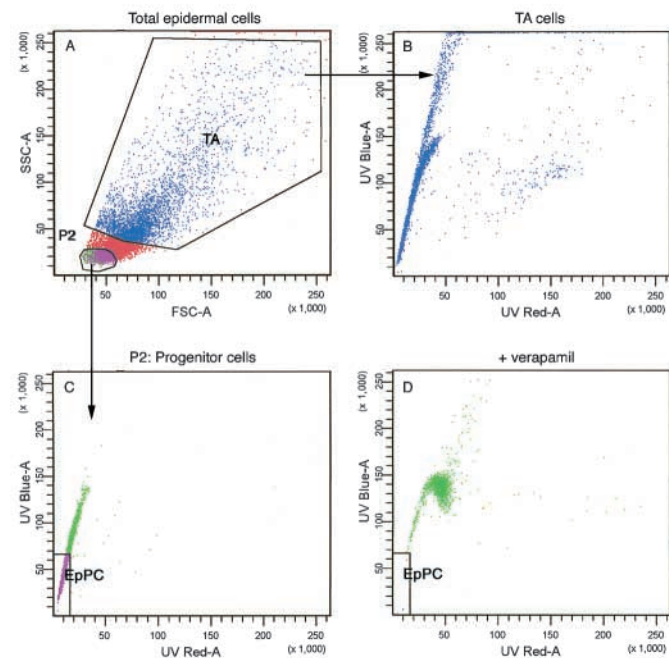 Total epidermal cells
A
(x 1,000)
250
200
150
100
50
SSC-A
TA
P2
50 100 150 200 250
FSC-A
(x 1,000)
TA cells
B
(x 1,000)
250
200
150
100
50
UV Blue-A
50 100 150 200 250
UV Red-A
(x 1,000)
P2: Progenitor cells
C
(x 1,000)
250
200
150
100
50
UV Blue-A
EpPC
50 100 150 200 250
UV Red-A
(x 1,000)
+ verapamil
D
(x 1,000)
250
200
150
100
50
UV Blue-A
EpPC
50 100 150 200 250
UV Red-A
(x 1,000)